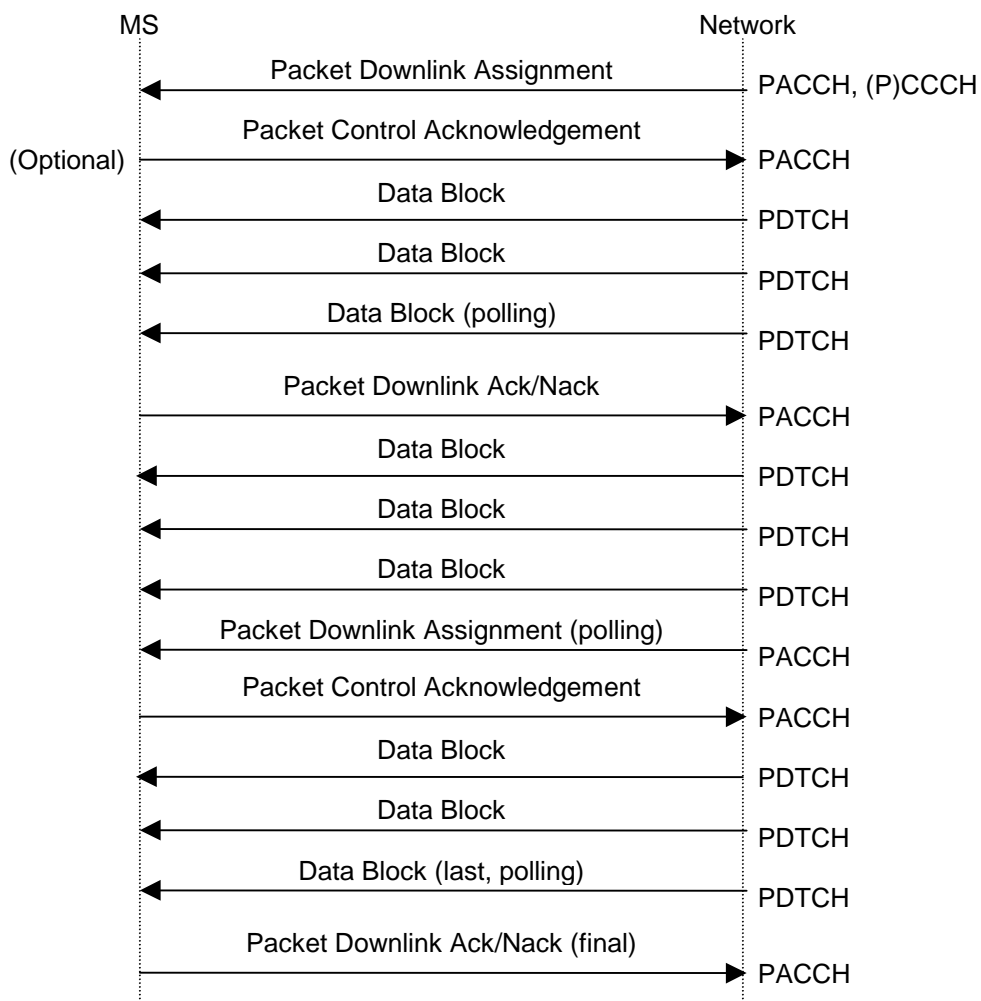 MS Network
Packet Downlink Assignment PACCH, (P)CCCH
Packet Control Acknowledgement
(Optional) PACCH
Data Block
PDTCH
Data Block
PDTCH
Data Block (polling)
PDTCH
Packet Downlink Ack/Nack
PACCH
Data Block
PDTCH
Data Block
PDTCH
Data Block
PDTCH
Packet Downlink Assignment (polling)
PACCH
Packet Control Acknowledgement
PACCH
Data Block
PDTCH
Data Block
PDTCH
Data Block (last, polling)
PDTCH
Packet Downlink Ack/Nack (final)
PACCH